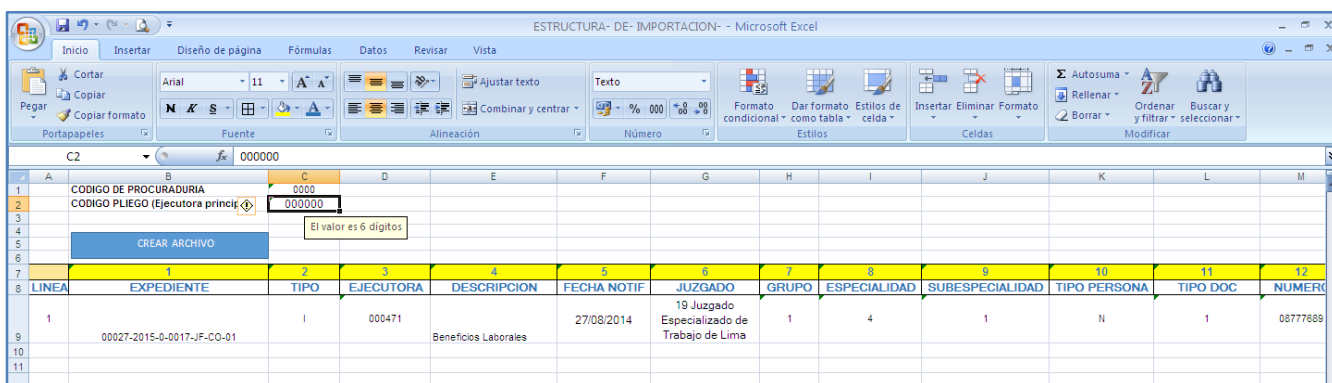 ESTRUCTURA- DE- IMPORTACION- - Microsoft Excel
Inicio Insertar Diseño de página Fórmulas Datos Revisar Vista
Pegar
Cortar
Copiar
Copiar formato
Portapapeles
Arial 11
N K S
Fuente
Ajustar texto
Combinar y centrar
Alineación
Texto
% 000
Número
Formato condicional
Dar formato como tabla
Estilos de celda
Estilos
Insertar Eliminar Formato
Celdas
Σ Autosuma
Rellenar
Borrar
Ordenar y filtrar
Buscar y seleccionar
Modificar
C2 fx 000000
A B C D E F G H I J K L M
1 CODIGO DE PROCURADURIA 0000
2 CODIGO PLIEGO (Ejecutora princip 000000
3
El valor es 6 dígitos
4
5 CREAR ARCHIVO
6
7 1 2 3 4 5 6 7 8 9 10 11 12
8 LINEA EXPEDIENTE TIPO EJECUTORA DESCRIPCION FECHA NOTIF JUZGADO GRUPO ESPECIALIDAD SUBESPECIALIDAD TIPO PERSONA TIPO DOC NUMERO
9 1 00027-2015-0-0017-JF-CO-01 I 000471 Beneficios Laborales 27/08/2014 19 Juzgado Especializado de Trabajo de Lima 1 4 1 N 1 08777689
10
11